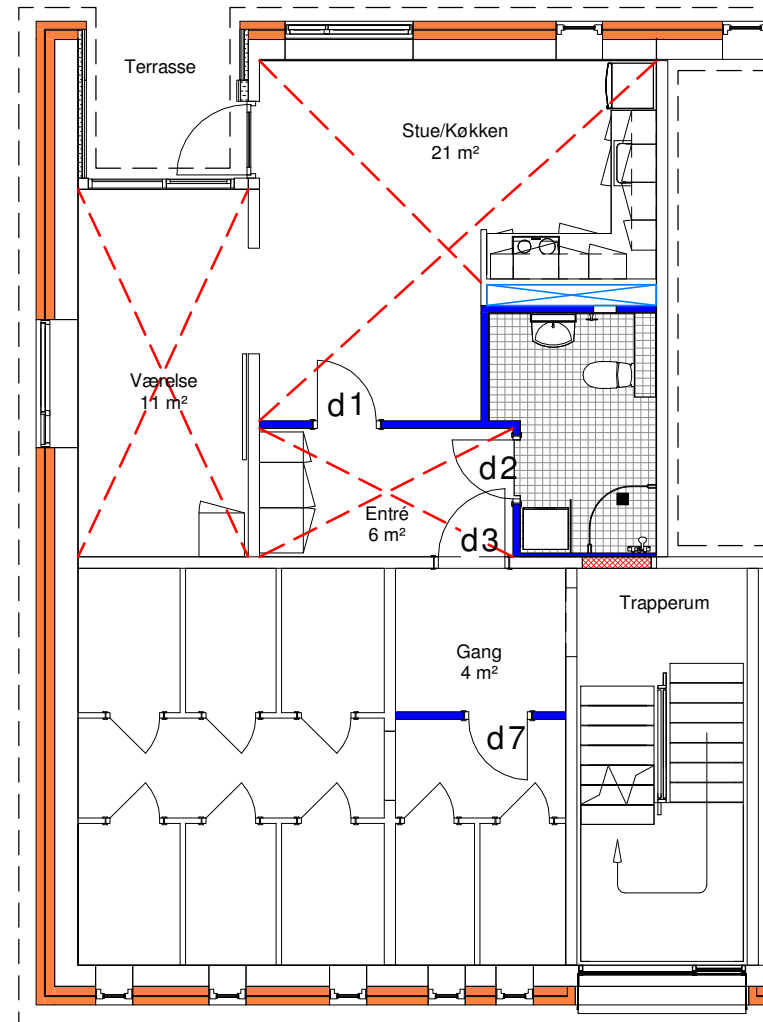 Terrasse
Stue/Køkken
21 m²
Værelse
11 m²
d1
d2
Entré
6 m²
d3
Trapperum
Gang
4 m²
d7